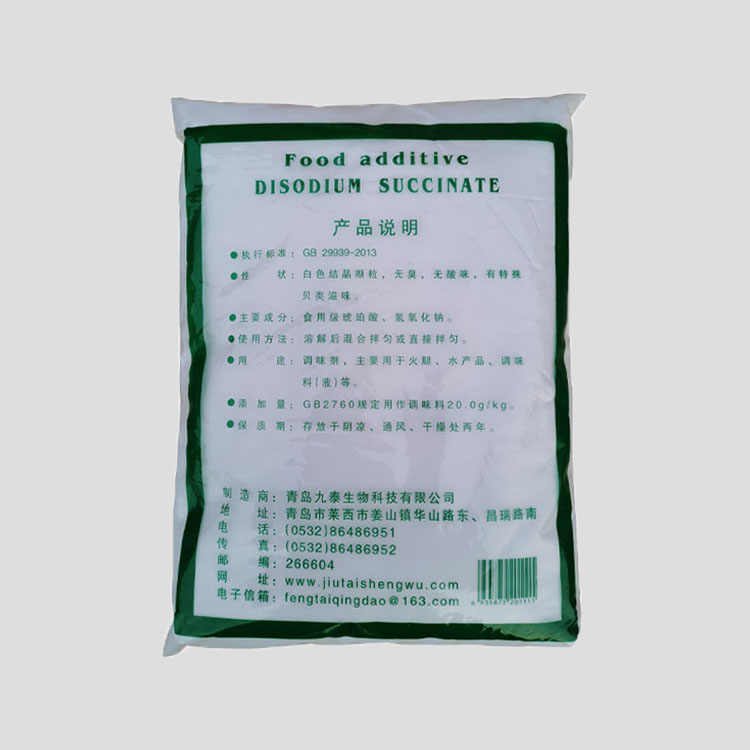 Food additive
DISODIUM SUCCINATE
产品说明
●执行标准：GB 29939-2013
●性 状：白色结晶颗粒，无臭，无酸味，有特殊
贝类滋味。
●主要成分：食用级琥珀酸、氢氧化钠。
●使用方法：溶解后混合拌匀或直接拌匀。
●用 途：调味剂，主要用于火腿、水产品、调味
料(液)等。
●添 加 量：GB2760规定用作调味料20.0g/kg。
●保 质 期：存放于阴凉、通风、干燥处两年。
制 造 商：青岛九泰生物科技有限公司
地 址：青岛市莱西市姜山镇华山路东、昌瑞路南
电 话：(0532)86486951
传 真：(0532)86486952
邮 编：266604
网 址：www.jiutaishengwu.com
电子信箱：fengtaiqingdao@163.com